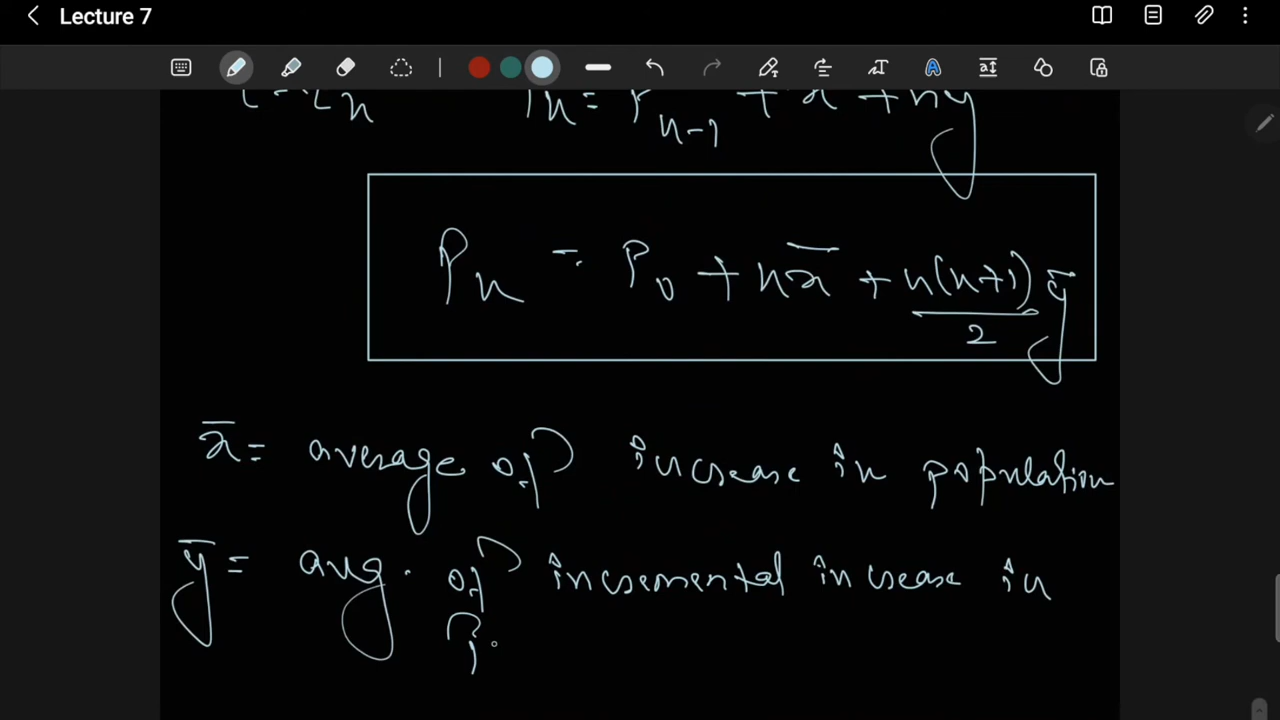 Lecture 7
Pn = Pn-1 + x̄ + nȳ
Pn = P0 + nx̄ + n(n+1)/2 ȳ
x̄ = average of increase in population
ȳ = avg. of incremental increase in
P